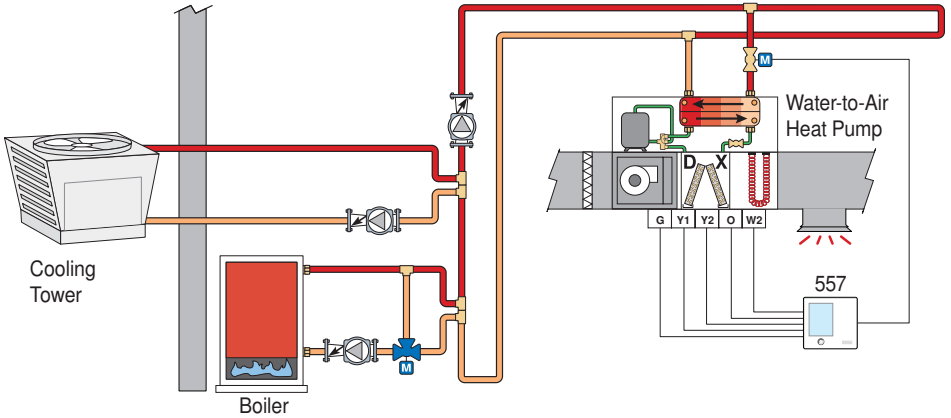 M
Water-to-Air
Heat Pump
D X
G Y1 Y2 O W2
Cooling
Tower
557
M
Boiler